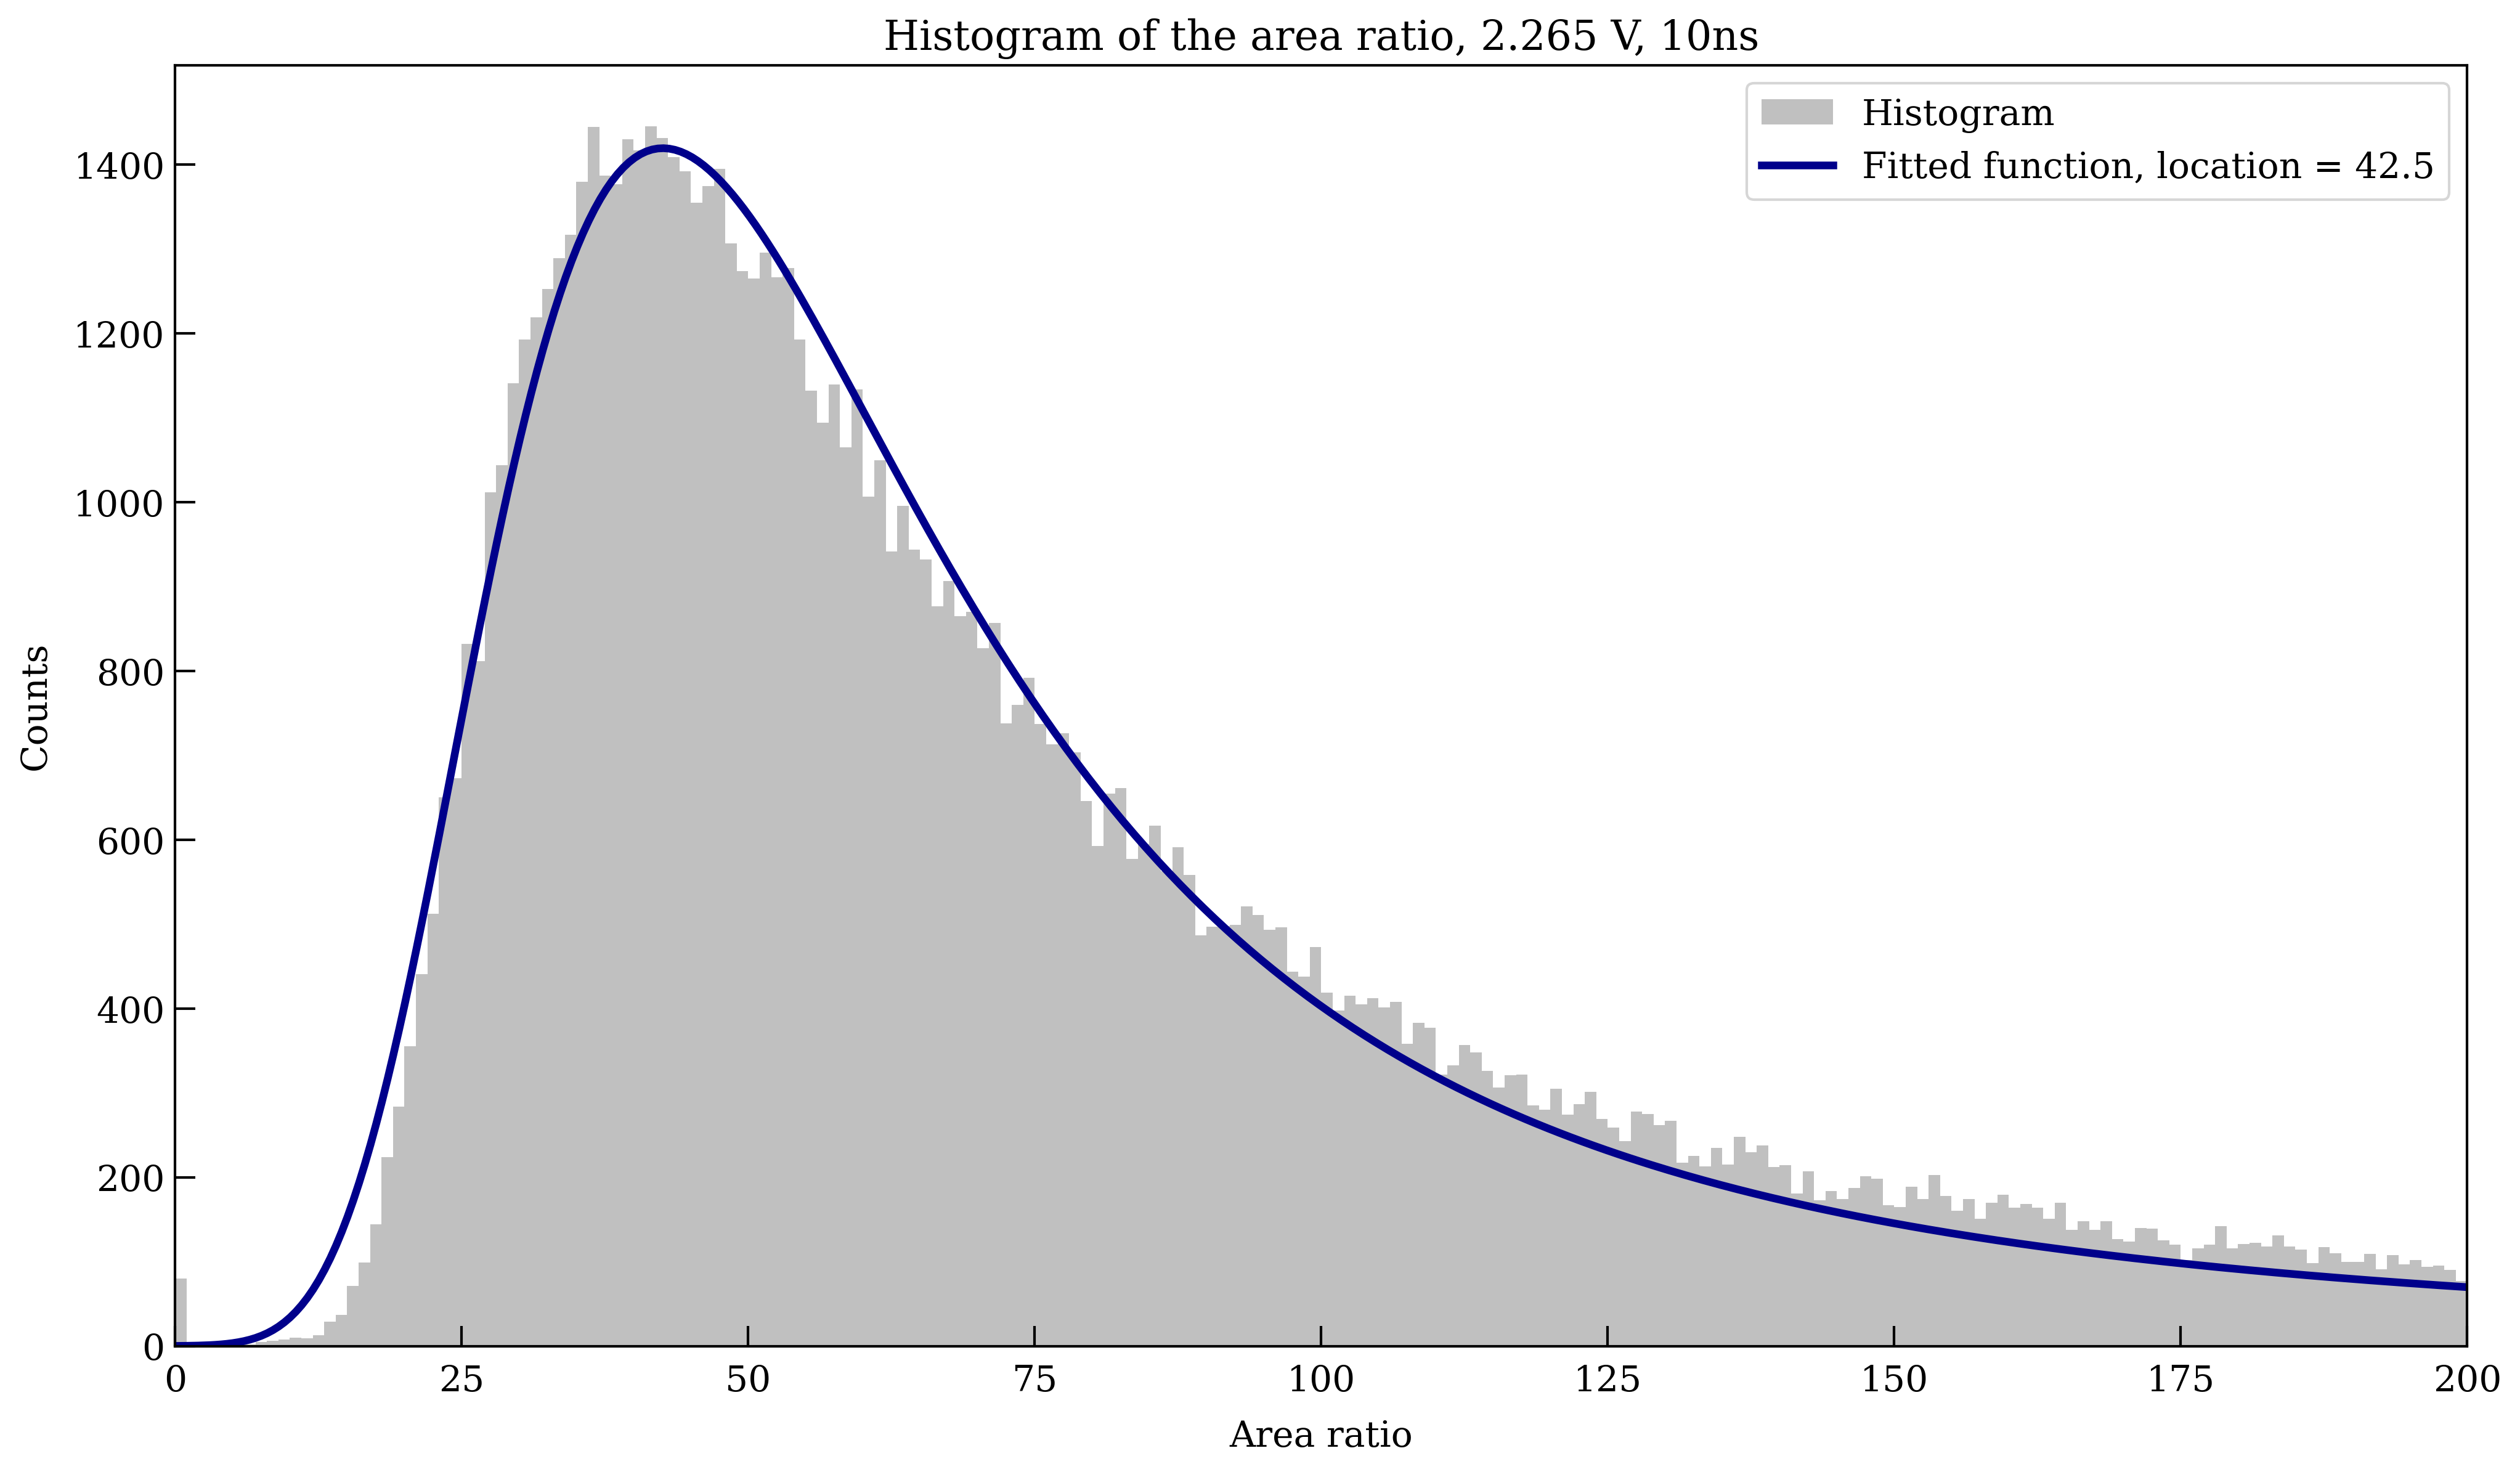 Histogram of the area ratio, 2.265 V, 10ns
Histogram
Fitted function, location = 42.5
Counts
1400
1200
1000
800
600
400
200
0
0 25 50 75 100 125 150 175 200
Area ratio